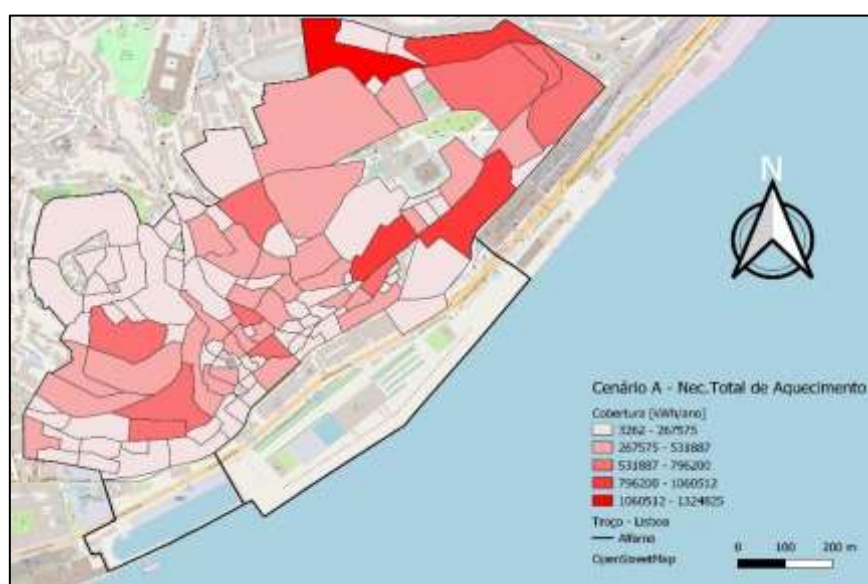 N
Cenário A - Nec.Total de Aquecimento
Cobertura [kWh/ano]
3262 - 267575
267575 - 531887
531887 - 796200
796200 - 1060512
1060512 - 1324825
Troço - Lisboa
Alfama
OpenStreetMap
0 100 200 m